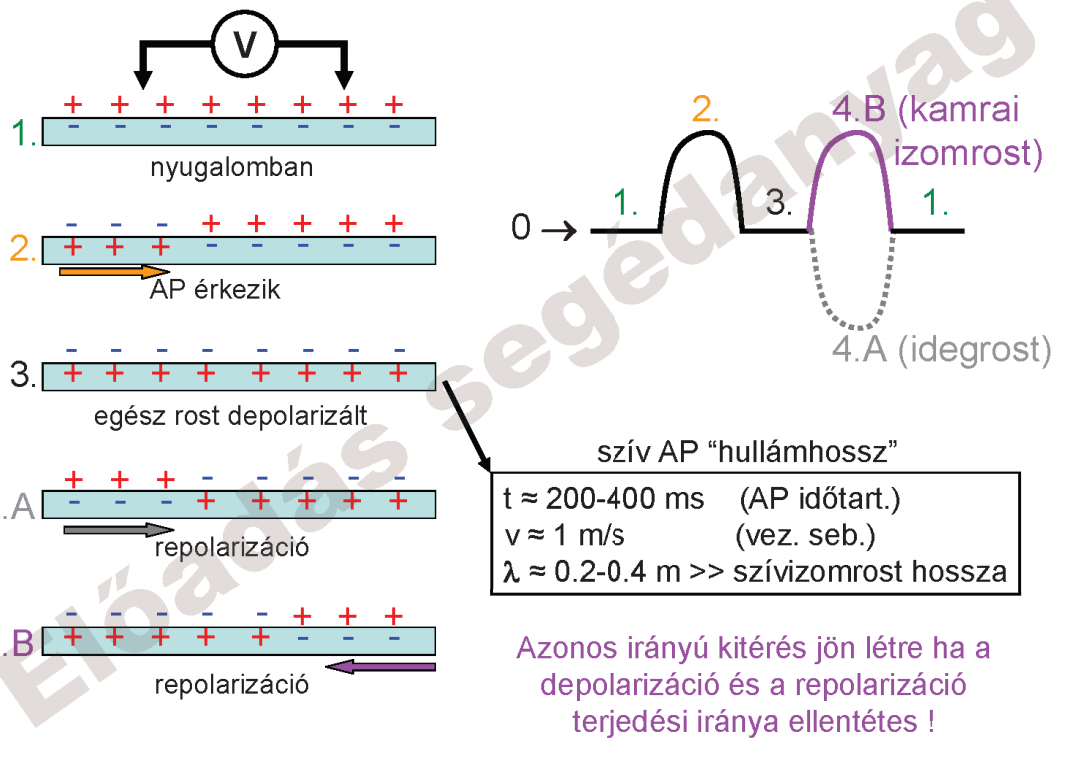 V
+ + + + + + + +
1.
- - - - - - - -
nyugalomban
- - - + + + + +
2.
+ + + - - - - -
AP érkezik
- - - - - - - -
3.
+ + + + + + + +
egész rost depolarizált
+ + + - - - - -
.A
- - - + + + + +
repolarizáció
- - - - - + + +
.B
+ + + + + - - -
repolarizáció
2.
4.B (kamrai
izomrost)
1.
3.
1.
0 →
4.A (idegrost)
szív AP “hullámhossz”
t ≈ 200-400 ms (AP időtart.)
v ≈ 1 m/s (vez. seb.)
λ ≈ 0.2-0.4 m >> szívizomrost hossza
Azonos irányú kitérés jön létre ha a
depolarizáció és a repolarizáció
terjedési iránya ellentétes !
Előadás segédanyag